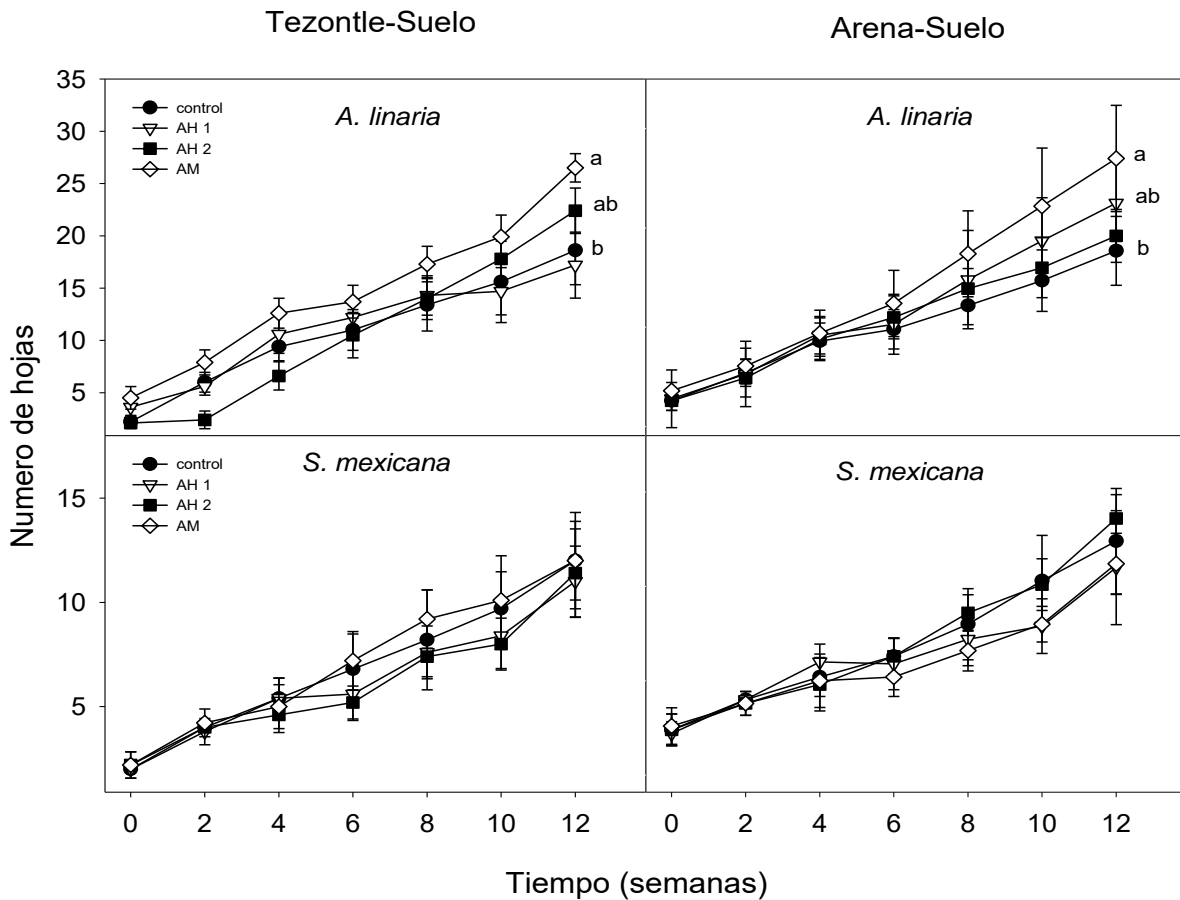 Tezontle-Suelo
Arena-Suelo
Numero de hojas
35
30
25
20
15
10
5
control
AH 1
AH 2
AM
A. linaria
a
ab
b
A. linaria
a
ab
b
15
10
5
control
AH 1
AH 2
AM
S. mexicana
S. mexicana
0 2 4 6 8 10 12
0 2 4 6 8 10 12
Tiempo (semanas)